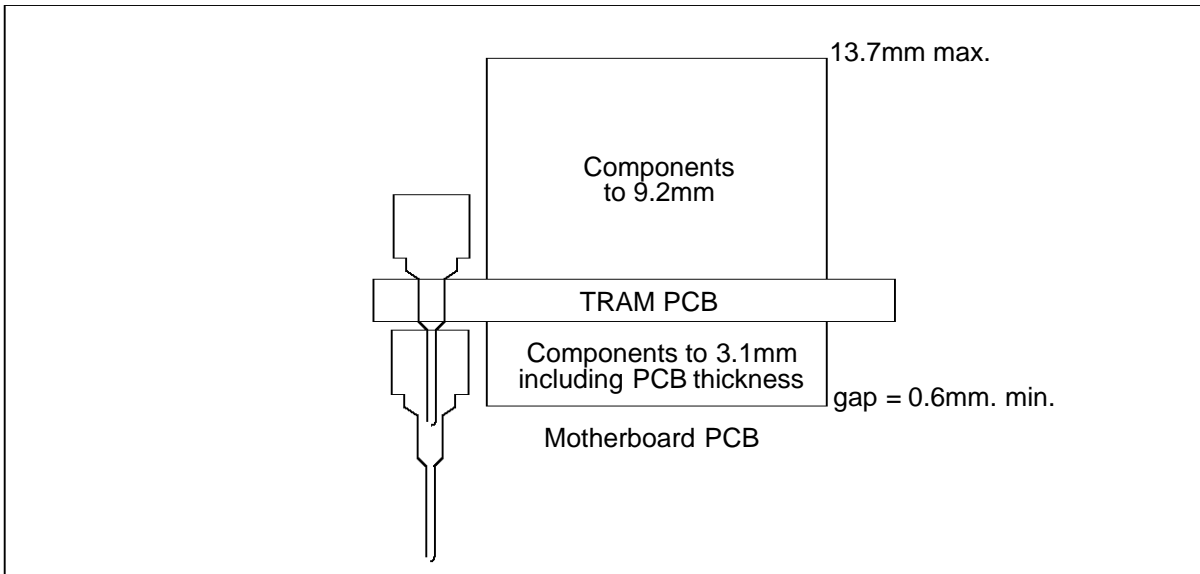 13.7mm max.
Components
to 9.2mm
TRAM PCB
Components to 3.1mm
including PCB thickness
gap = 0.6mm. min.
Motherboard PCB